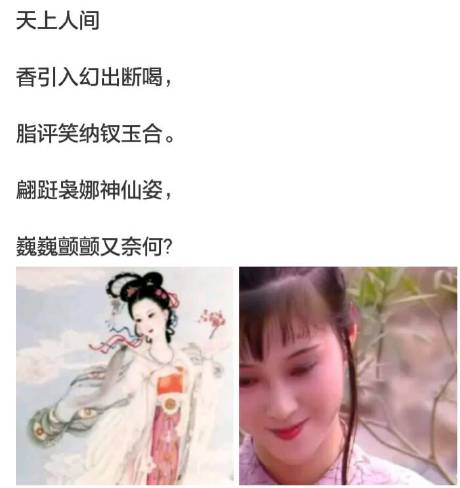 天上人间
香引入幻出断喝，
脂评笑纳钗玉合。
翩跹袅娜神仙姿，
巍巍颤颤又奈何?